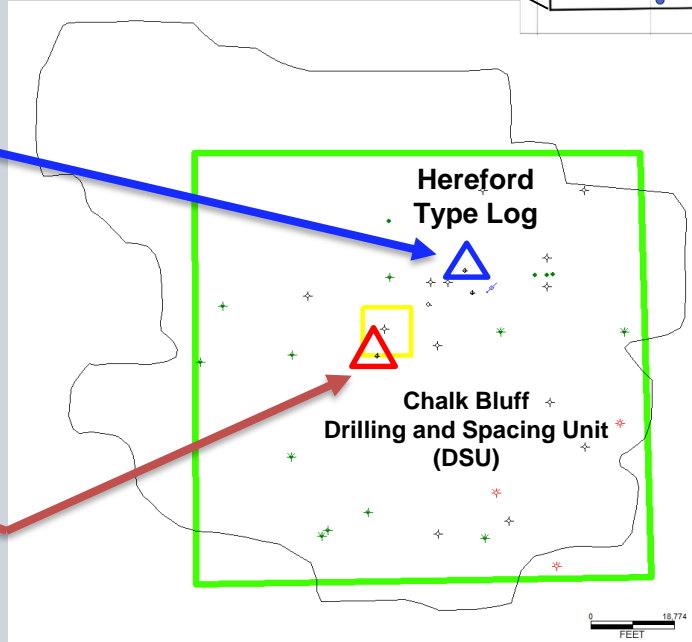 Hereford
Type Log
Chalk Bluff
Drilling and Spacing Unit
(DSU)
0 18,774
FEET